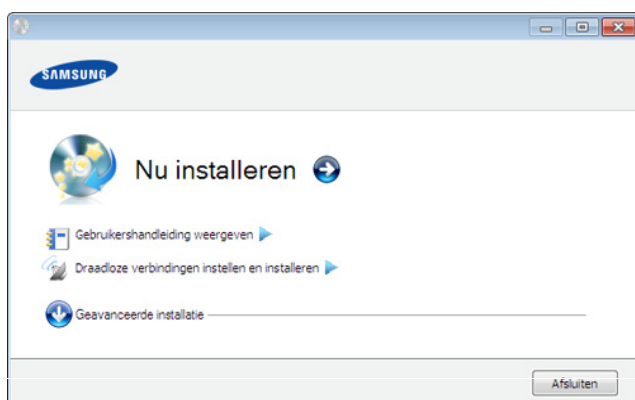 SAMSUNG
Nu installeren
Gebruikershandleiding weergeven
Draadloze verbindingen instellen en installeren
Geavanceerde installatie
Afsluiten